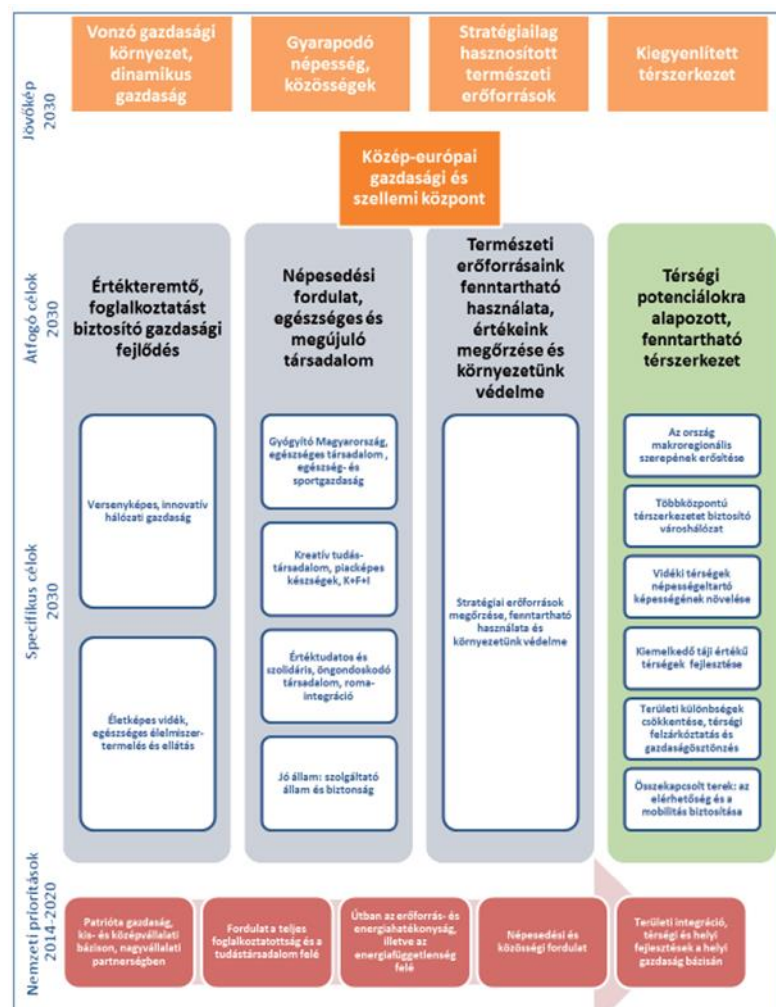 Jövőkép
2030
Vonzó gazdasági
környezet,
dinamikus
gazdaság
Gyarapodó
népesség,
közösségek
Stratégiailag
hasznosított
természeti
erőforrások
Kiegyenlített
térszerkezet
Közép-európai
gazdasági és
szellemi központ
Átfogó célok
2030
Értékteremtő,
foglalkoztatást
biztosító gazdasági
fejlődés
Népesedési
fordulat,
egészséges és
megújuló
társadalom
Természeti
erőforrásaink
fenntartható
használata,
értékeink
megőrzése és
környezetünk
védelme
Térségi
potenciálokra
alapozott,
fenntartható
térszerkezet
Specifikus célok
2030
Versenyképes, innovatív
hálózati gazdaság
Életképes vidék,
egészséges élelmiszer-
termelés és ellátás
Gyógyító Magyarország,
egészséges társadalom ,
egészség- és
sportgazdaság
Kreatív tudás-
társadalom, piacképes
készségek, K+F+I
Értéktudatos és
szolidáris, öngondoskodó
társadalom, roma-
integráció
Jó állam: szolgáltató
állam és biztonság
Stratégiai erőforrások
megőrzése, fenntartható
használata és
környezetünk védelme
Az ország
makroregionális
szerepének erősítése
Többközpontú
térszerkezetet biztosító
városhálózat
Vidéki térségek
népességeltartó
képességének növelése
Kiemelkedő táji értékű
térségek fejlesztése
Területi különbségek
csökkentése, térségi
felzárkóztatás és
gazdaságösztönzés
Összekapcsolt terek: az
elérhetőség és a
mobilitás biztosítása
Nemzeti prioritások
2014-2020
Patrióta gazdaság,
kis- és középvállalati
bázison, nagyvállalati
partnerségben
Fordulat a teljes
foglalkoztatottság és a
tudástársadalom felé
Útban az erőforrás- és
energiahatékonyság,
illetve az
energiafüggetlenség
felé
Népesedési és
közösségi fordulat
Területi integráció,
térségi és helyi
fejlesztések a helyi
gazdaság bázisán